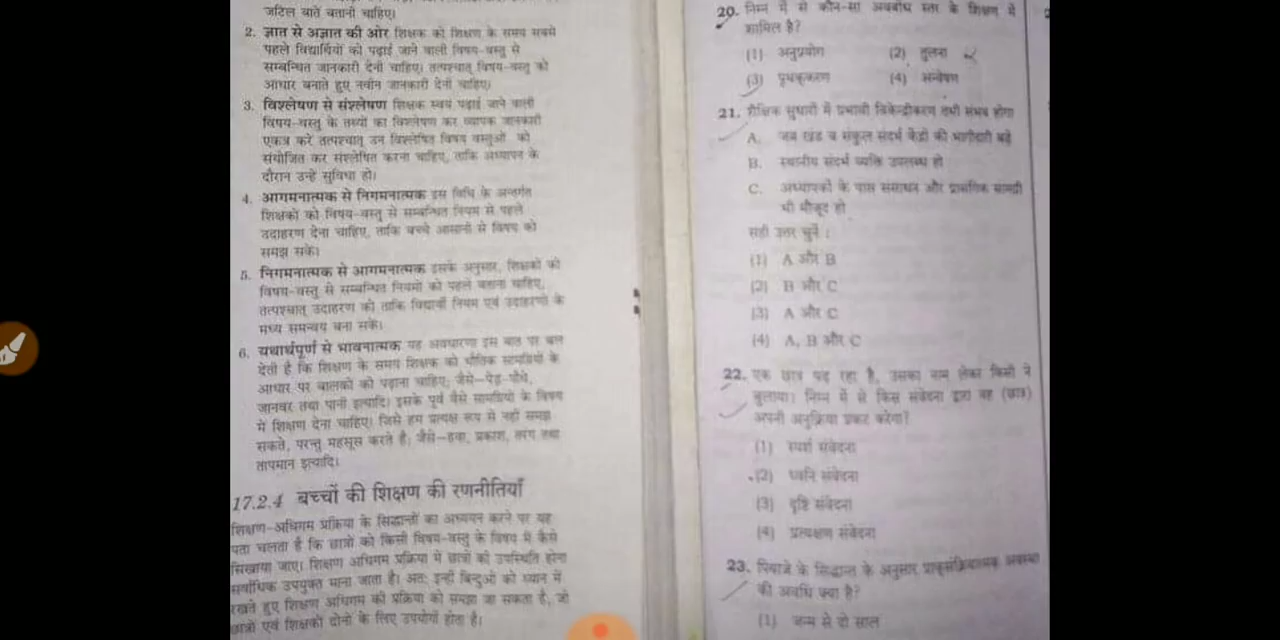 जटिल बातें बतानी चाहिए।
2. ज्ञात से अज्ञात की ओर शिक्षक को शिक्षण के समय सबसे
पहले विद्यार्थियों को पढ़ाई जाने वाली विषय-वस्तु से
सम्बन्धित जानकारी देनी चाहिए। तत्पश्चात् विषय-वस्तु को
आधार बनाते हुए नवीन जानकारी देनी चाहिए।
3. विश्लेषण से संश्लेषण शिक्षक स्वयं पढ़ाई जाने वाली
विषय-वस्तु के तथ्यों का विश्लेषण कर व्यापक जानकारी
एकत्र करें तत्पश्चात् उन विश्लेषित विषय वस्तुओं को
संयोजित कर संश्लेषित करना चाहिए, ताकि अध्यापन के
दौरान उन्हें सुविधा हो।
4. आगमनात्मक से निगमनात्मक इस विधि के अन्तर्गत
शिक्षकों को विषय-वस्तु से सम्बन्धित नियम से पहले
उदाहरण देना चाहिए, ताकि बच्चे आसानी से विषय को
समझ सकें।
5. निगमनात्मक से आगमनात्मक इसके अनुसार, शिक्षकों को
विषय-वस्तु से सम्बन्धित नियमों को पहले बताना चाहिए,
तत्पश्चात् उदाहरण को ताकि विद्यार्थी नियम एवं उदाहरणों के
मध्य समन्वय बना सकें।
6. यथार्थपूर्ण से भावनात्मक यह अवधारणा इस बात पर बल
देती है कि शिक्षण के समय शिक्षक को भौतिक सामग्रियों के
आधार पर बालकों को पढ़ाना चाहिए; जैसे-पेड़-पौधे,
जानवर तथा पानी इत्यादि। इसके पूर्व वैसे सामग्रियों के विषय
में शिक्षण देना चाहिए। जिसे हम प्रत्यक्ष रूप से नहीं समझ
सकते, परन्तु महसूस करते हैं; जैसे-हवा, प्रकाश, तरंग तथा
तापमान इत्यादि।
17.2.4 बच्चों की शिक्षण की रणनीतियाँ
शिक्षण-अधिगम प्रक्रिया के सिद्धान्तों का अध्ययन करने पर यह
पता चलता है कि छात्रों को किसी विषय-वस्तु के विषय में कैसे
सिखाया जाए। शिक्षण अधिगम प्रक्रिया में छात्रों की उपस्थिति होना
सर्वाधिक उपयुक्त माना जाता है। अतः इन्हीं बिन्दुओं को ध्यान में
रखते हुए शिक्षण अधिगम की प्रक्रिया को समझा जा सकता है, जो
छात्रों एवं शिक्षकों दोनों के लिए उपयोगी होता है।
20. निम्न में से कौन-सा अवबोध स्तर के शिक्षण में
शामिल है?
(1) अनुप्रयोग (2) तुलना
(3) पृथक्करण (4) अन्वेषण
21. शैक्षिक सुधारों में प्रभावी विकेन्द्रीकरण तभी संभव होगा
A. जब खंड व संकुल संदर्भ केंद्रों की भागीदारी बढ़े
B. स्थानीय संदर्भ व्यक्ति उपलब्ध हो
C. अध्यापकों के पास संसाधन और प्रासंगिक सामग्री
भी मौजूद हो
सही उत्तर चुनें :
(1) A और B
(2) B और C
(3) A और C
(4) A, B और C
22. एक छात्र पढ़ रहा है, उसका नाम लेकर किसी ने
बुलाया। निम्न में से किस संवेदना द्वारा वह (छात्र)
अपनी अनुक्रिया प्रकट करेगा?
(1) स्पर्श संवेदना
(2) ध्वनि संवेदना
(3) दृष्टि संवेदना
(4) प्रत्यक्षण संवेदना
23. पियाजे के सिद्धान्त के अनुसार प्राक्संक्रियात्मक अवस्था
की अवधि क्या है?
(1) जन्म से दो साल